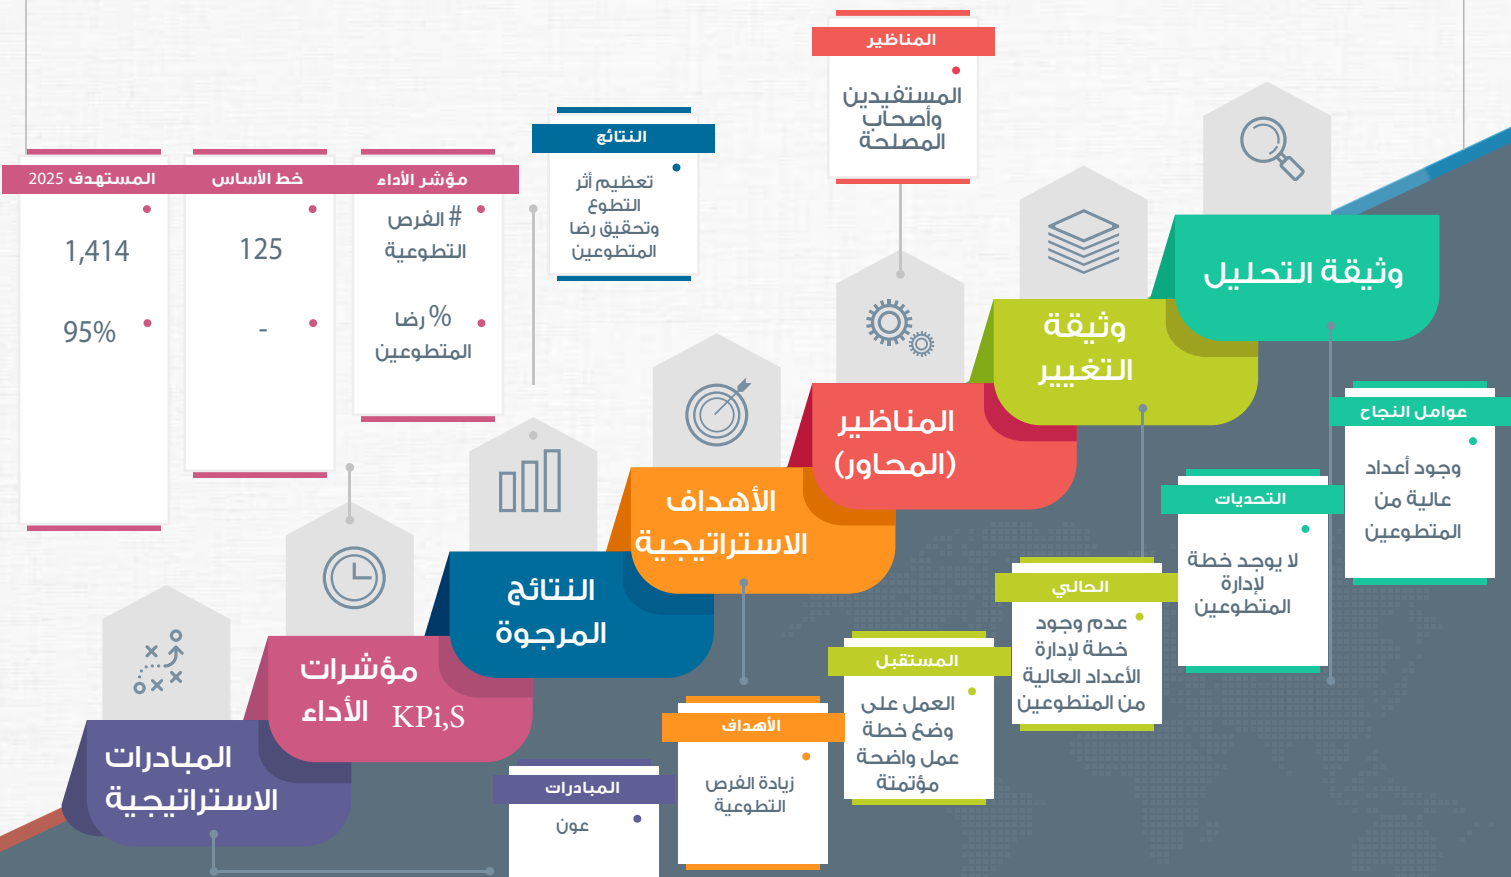 المناظير
المستفيدين
وأصحاب
المصلحة
النتائج
تعظيم أثر
التطوع
وتحقيق رضا
المتطوعين
مؤشر الأداء
# الفرص
التطوعية
% رضا
المتطوعين
خط الأساس
125
-
المستهدف 2025
1,414
95%
وثيقة التحليل
وثيقة
التغيير
المناظير
(المحاور)
الأهداف
الاستراتيجية
النتائج
المرجوة
مؤشرات
الأداء KPi,S
المبادرات
الاستراتيجية
عوامل النجاح
وجود أعداد
عالية من
المتطوعين
التحديات
لا يوجد خطة
لإدارة
المتطوعين
الحالي
عدم وجود
خطة لإدارة
الأعداد العالية
من المتطوعين
المستقبل
العمل على
وضع خطة
عمل واضحة
مؤتمتة
الأهداف
زيادة الفرص
التطوعية
المبادرات
عون